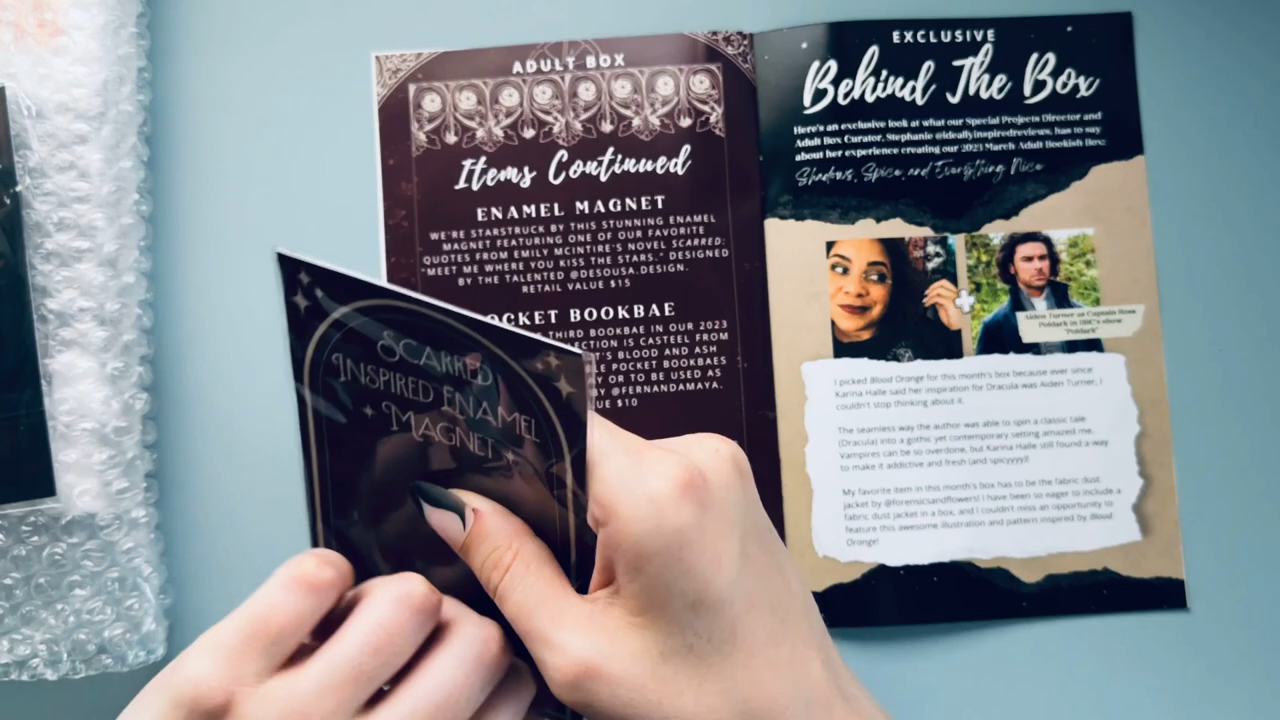 ADULT BOX
Items Continued
ENAMEL MAGNET
WE'RE STARSTRUCK BY THIS STUNNING ENAMEL
MAGNET FEATURING ONE OF OUR FAVORITE
QUOTES FROM EMILY MCINTIRE'S NOVEL SCARRED:
"MEET ME WHERE YOU KISS THE STARS." DESIGNED
BY THE TALENTED @DESOUSA.DESIGN.
RETAIL VALUE $15
OCKET BOOKBAE
THIRD BOOKBAE IN OUR 2023
LECTION IS CASTEEL FROM
T'S BLOOD AND ASH
LE POCKET BOOKBAES
Y OR TO BE USED AS
BY @FERNANDAMAYA.
UE $10
SCARRED
INSPIRED ENAMEL
MAGNET
EXCLUSIVE
Behind The Box
Here's an exclusive look at what our Special Projects Director and
Adult Box Curator, Stephanie @ideallyinspiredreviews, has to say
about her experience creating our 2023 March Adult Bookish Box:
Shadows, Spice, and Everything Nice
Aiden Turner as Captain Ross
Poldark in BBC's show
"Poldark"
I picked Blood Orange for this month's box because ever since
Karina Halle said her inspiration for Dracula was Aiden Turner, I
couldn't stop thinking about it.
The seamless way the author was able to spin a classic tale
(Dracula) into a gothic yet contemporary setting amazed me.
Vampires can be so overdone, but Karina Halle still found a way
to make it addictive and fresh (and spicyyyy)!
My favorite item in this month's box has to be the fabric dust
jacket by @forensicsandflowers! I have been so eager to include a
fabric dust jacket in a box, and I couldn't miss an opportunity to
feature this awesome illustration and pattern inspired by Blood
Orange!